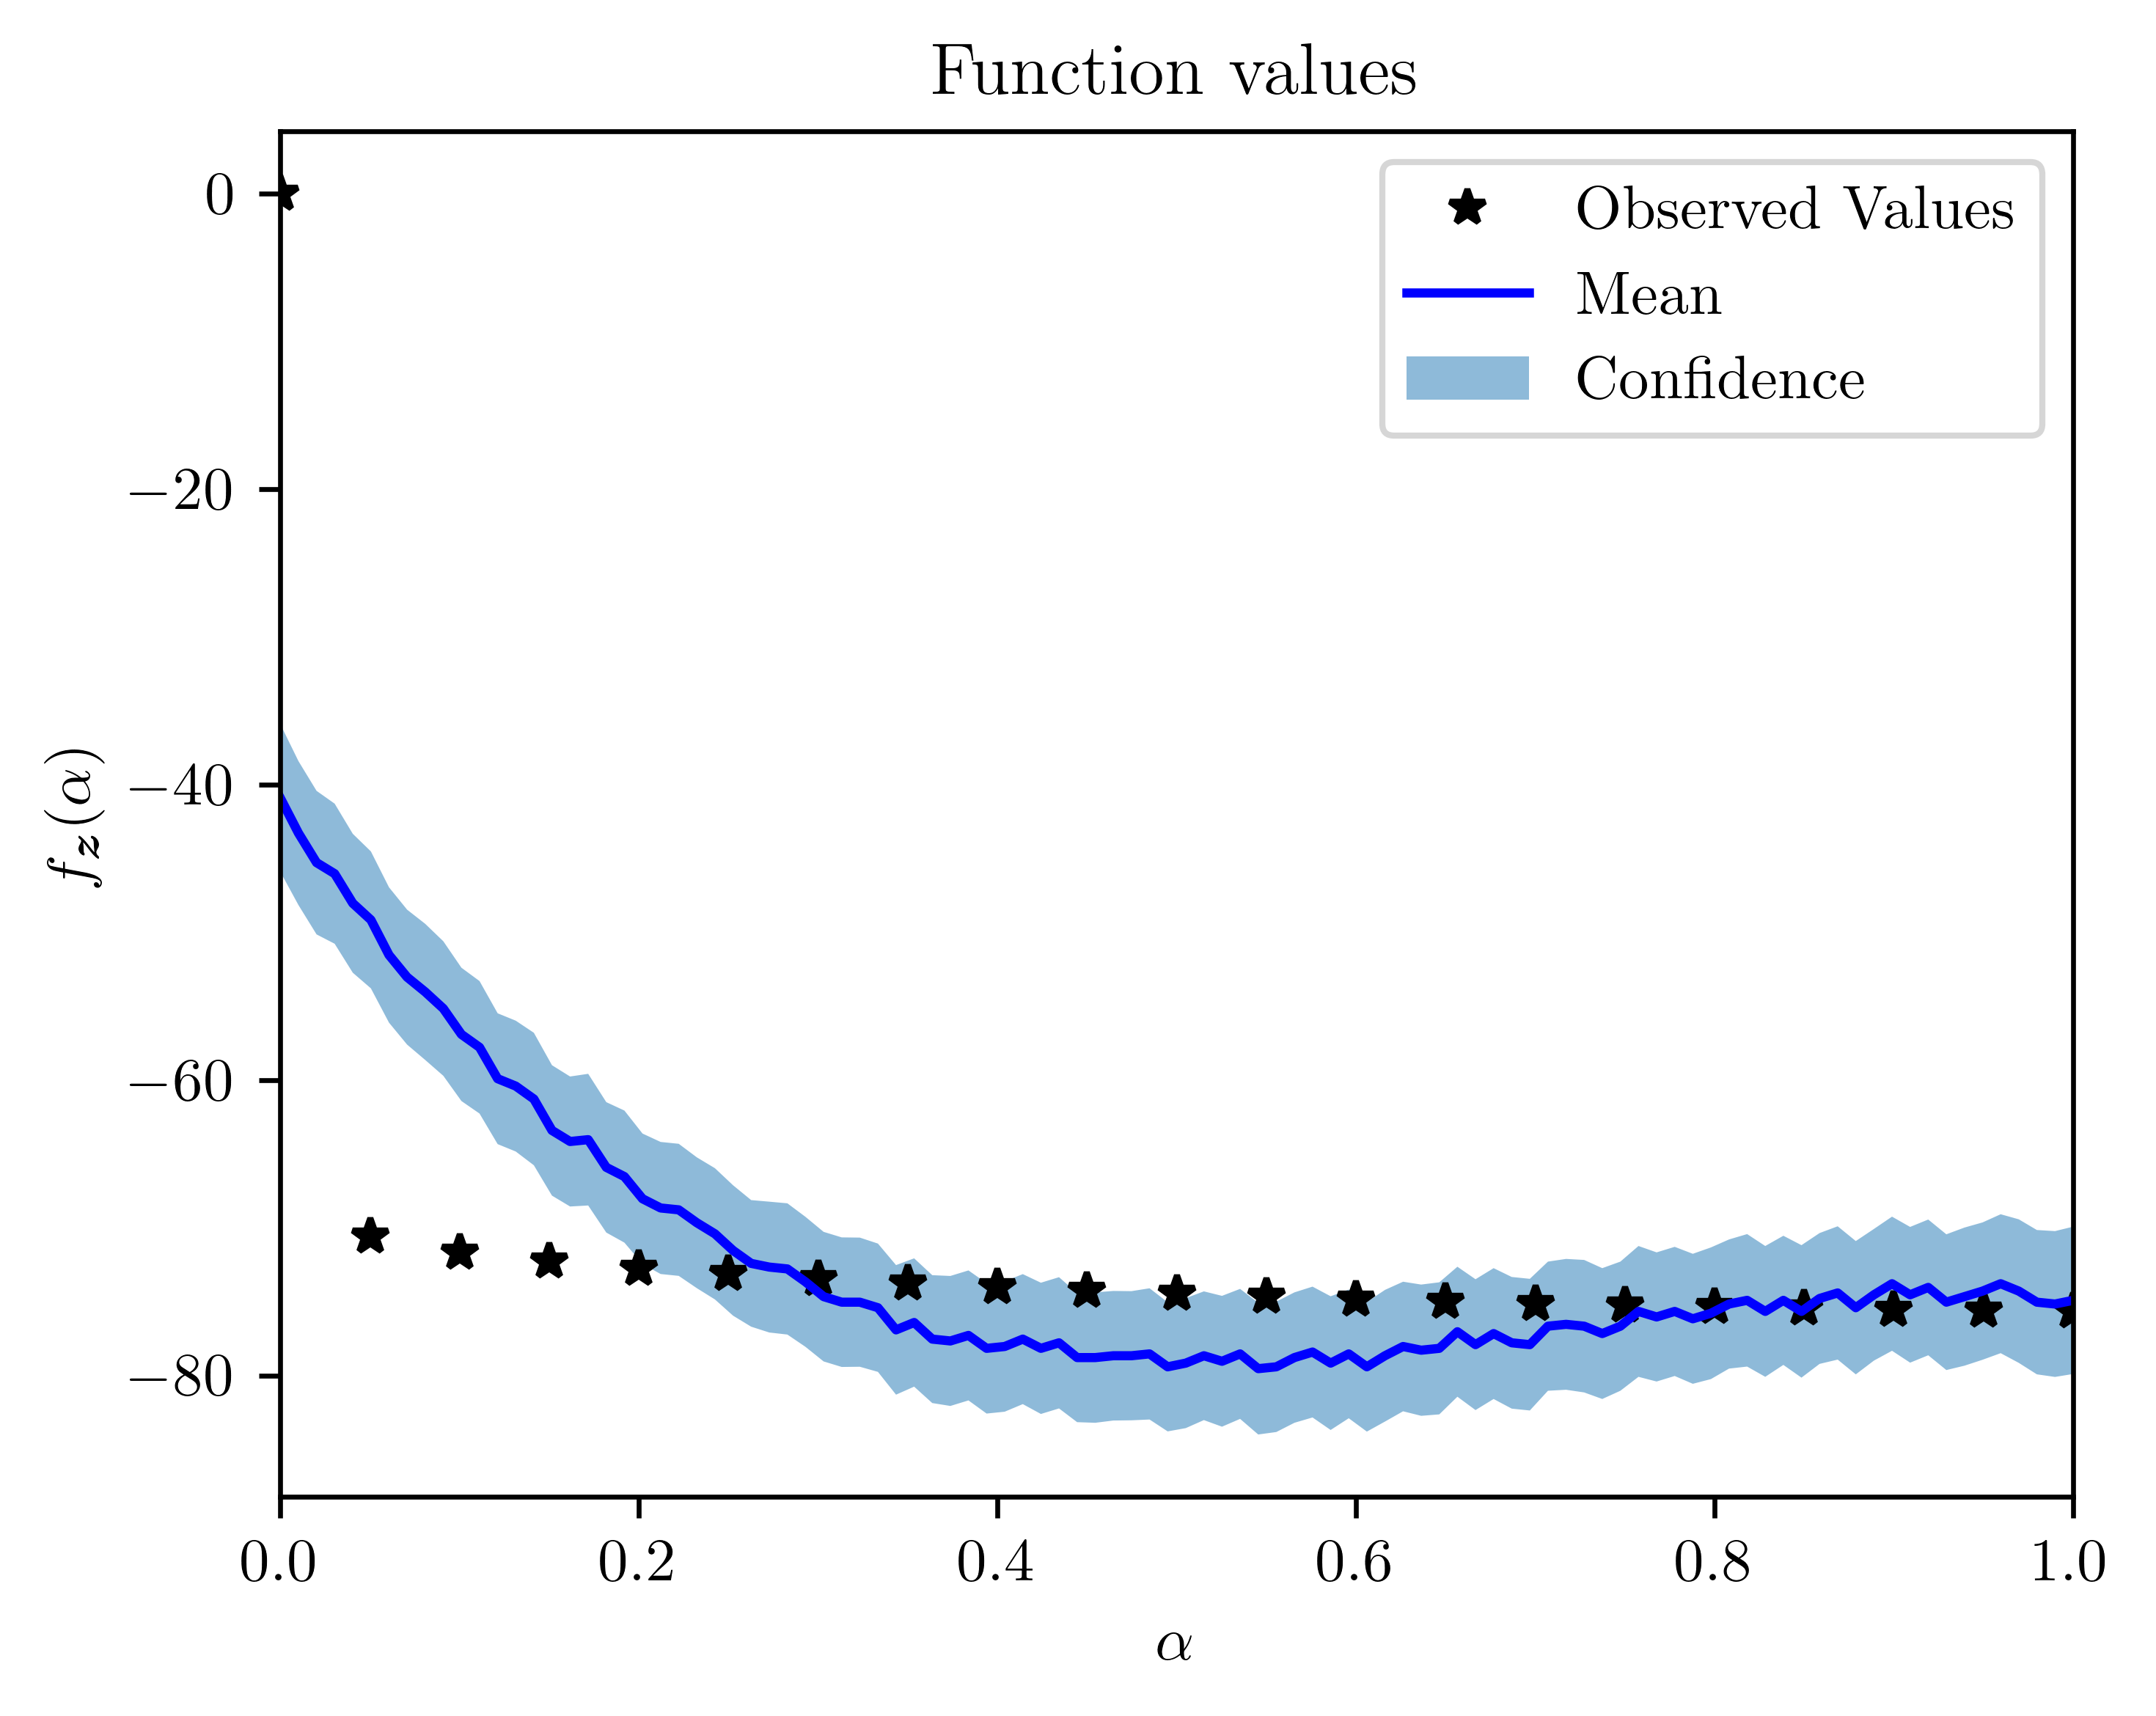 Function values
Observed Values
Mean
Confidence
f_z(α)
0
−20
−40
−60
−80
0.0 0.2 0.4 0.6 0.8 1.0
α